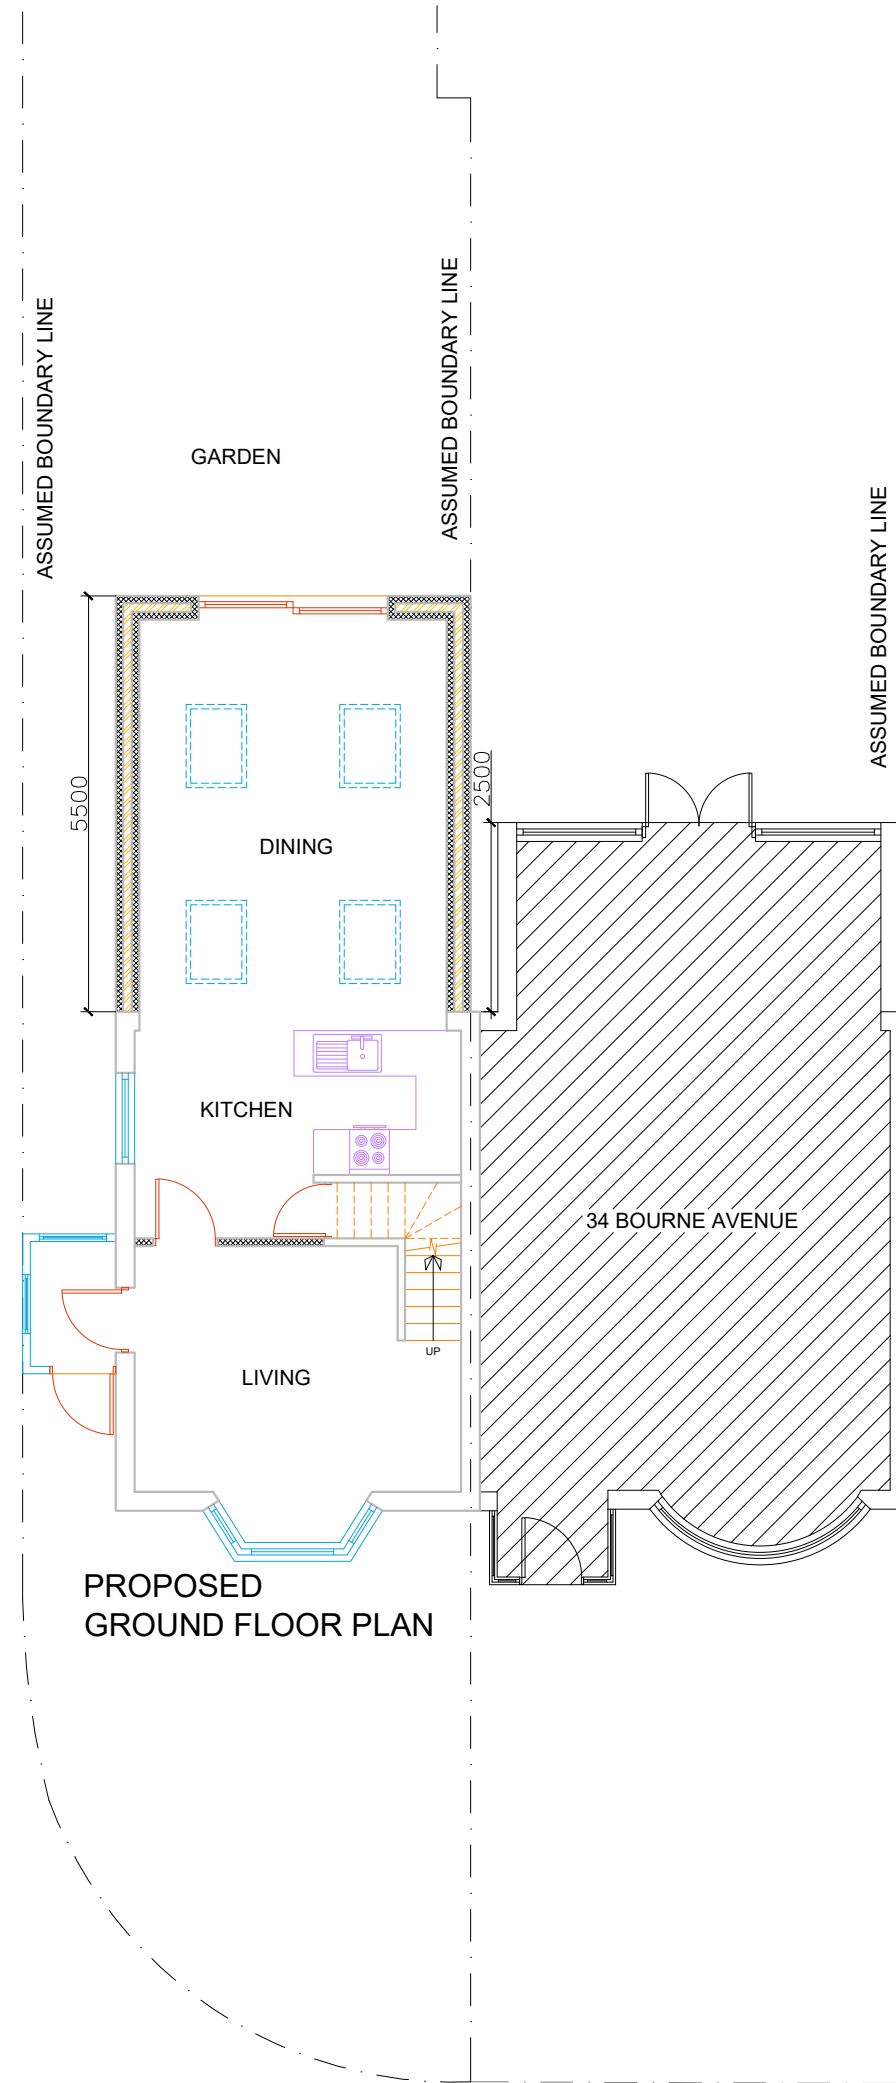 ASSUMED BOUNDARY LINE
ASSUMED BOUNDARY LINE
GARDEN
ASSUMED BOUNDARY LINE
5500
2500
DINING
KITCHEN
34 BOURNE AVENUE
UP
LIVING
PROPOSED
GROUND FLOOR PLAN